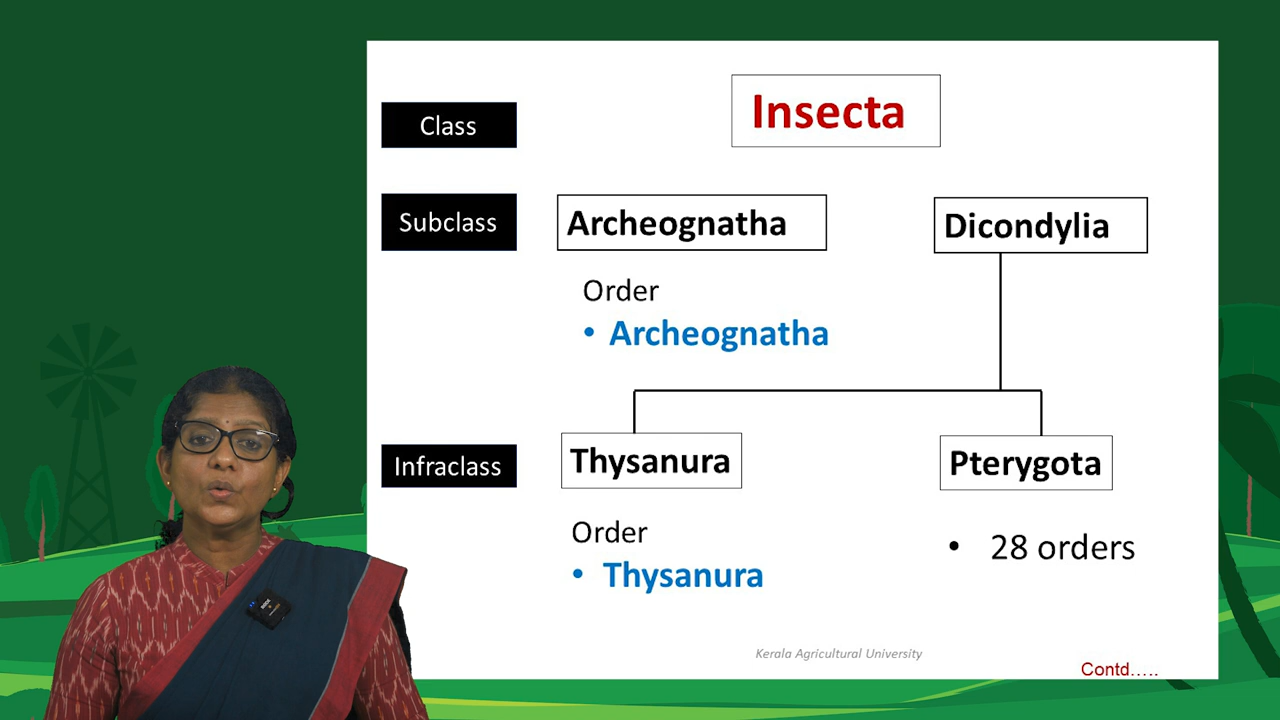 Class
Insecta
Subclass
Archeognatha
Dicondylia
Order
• Archeognatha
Infraclass
Thysanura
Pterygota
Order
• Thysanura
• 28 orders
Kerala Agricultural University
Contd…..